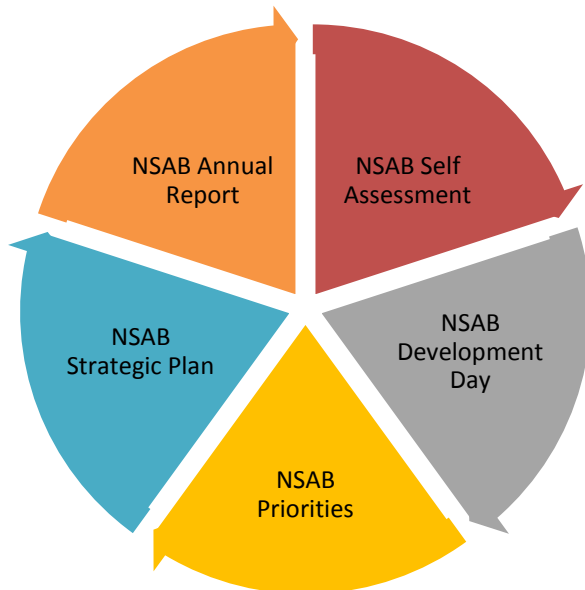 NSAB Annual
Report
NSAB Self
Assessment
NSAB
Development
Day
NSAB
Priorities
NSAB
Strategic Plan